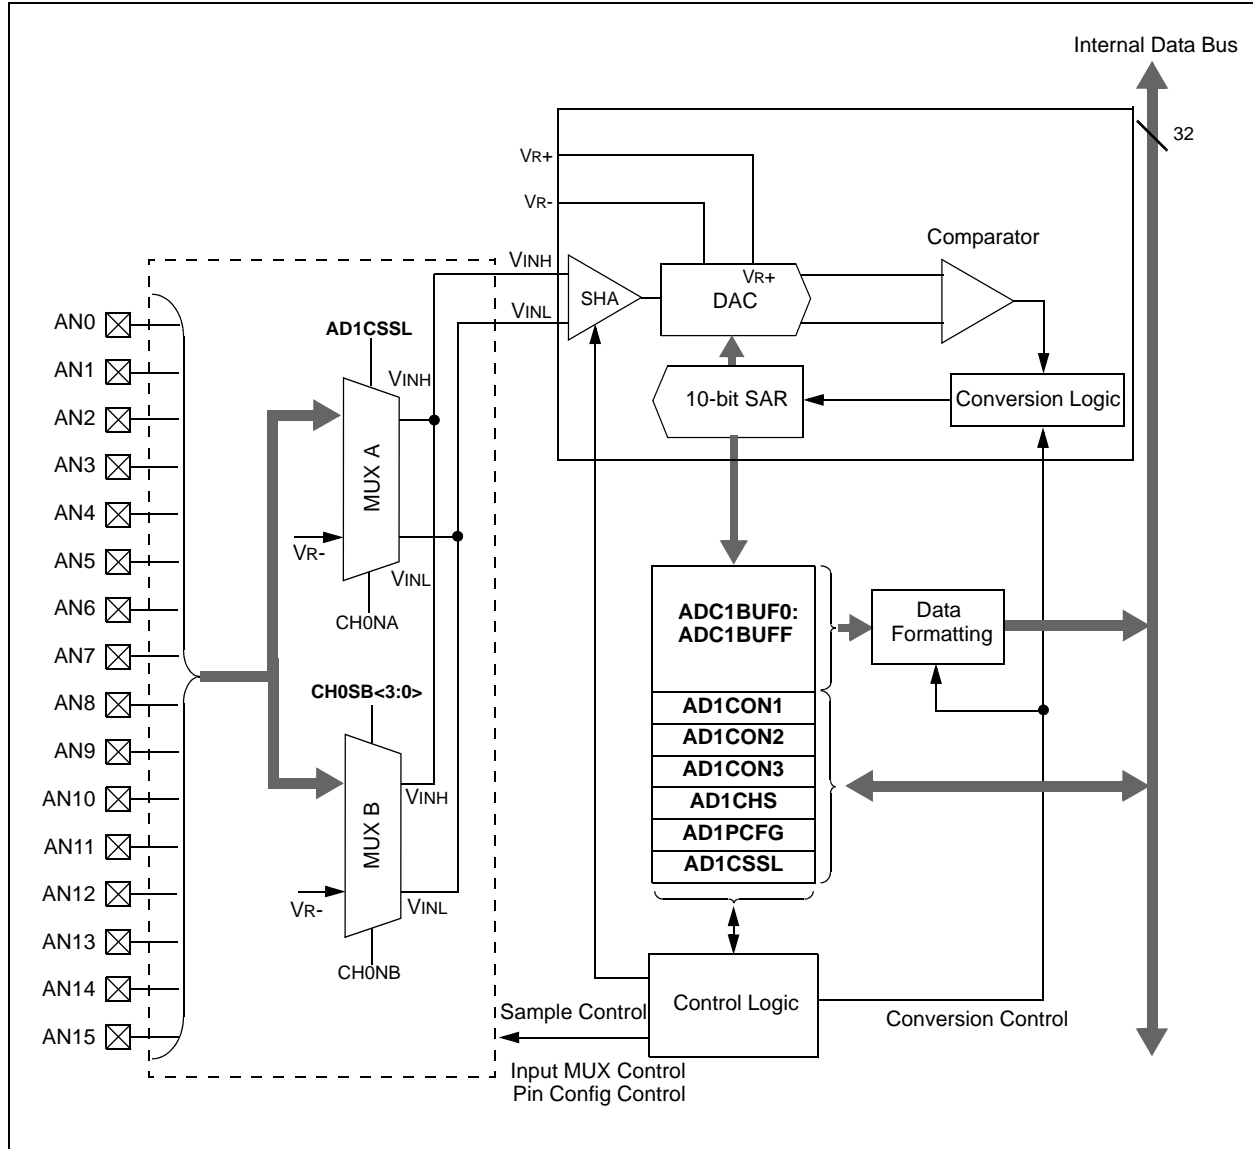 Internal Data Bus
32
VR+
VR-
Comparator
VINH
VINL
SHA
VR+
DAC
10-bit SAR
Conversion Logic
AN0
AN1
AN2
AN3
AN4
AN5
AN6
AN7
AN8
AN9
AN10
AN11
AN12
AN13
AN14
AN15
AD1CSSL
VINH
MUX A
VR-
VINL
CH0NA
CH0SB<3:0>
VINH
MUX B
VR-
VINL
CH0NB
ADC1BUF0:
ADC1BUFF
Data
Formatting
AD1CON1
AD1CON2
AD1CON3
AD1CHS
AD1PCFG
AD1CSSL
Control Logic
Sample Control
Conversion Control
Input MUX Control
Pin Config Control